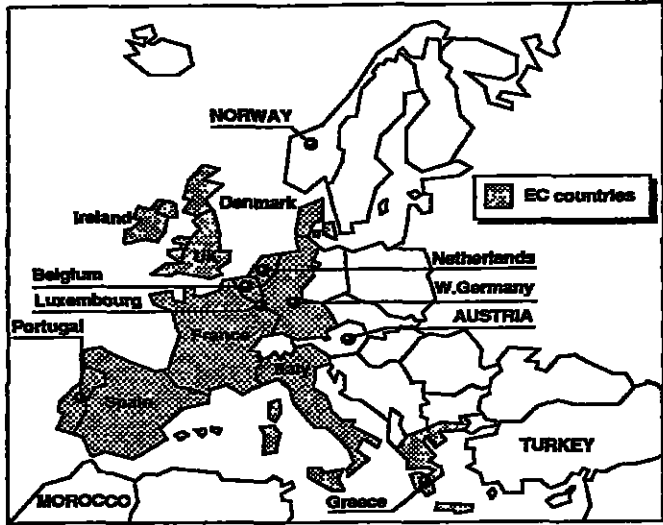 NORWAY
Ireland
Denmark
EC countries
UK
Belgium
Netherlands
Luxembourg
W.Germany
Portugal
France
AUSTRIA
Italy
Spain
TURKEY
MOROCCO
Greece